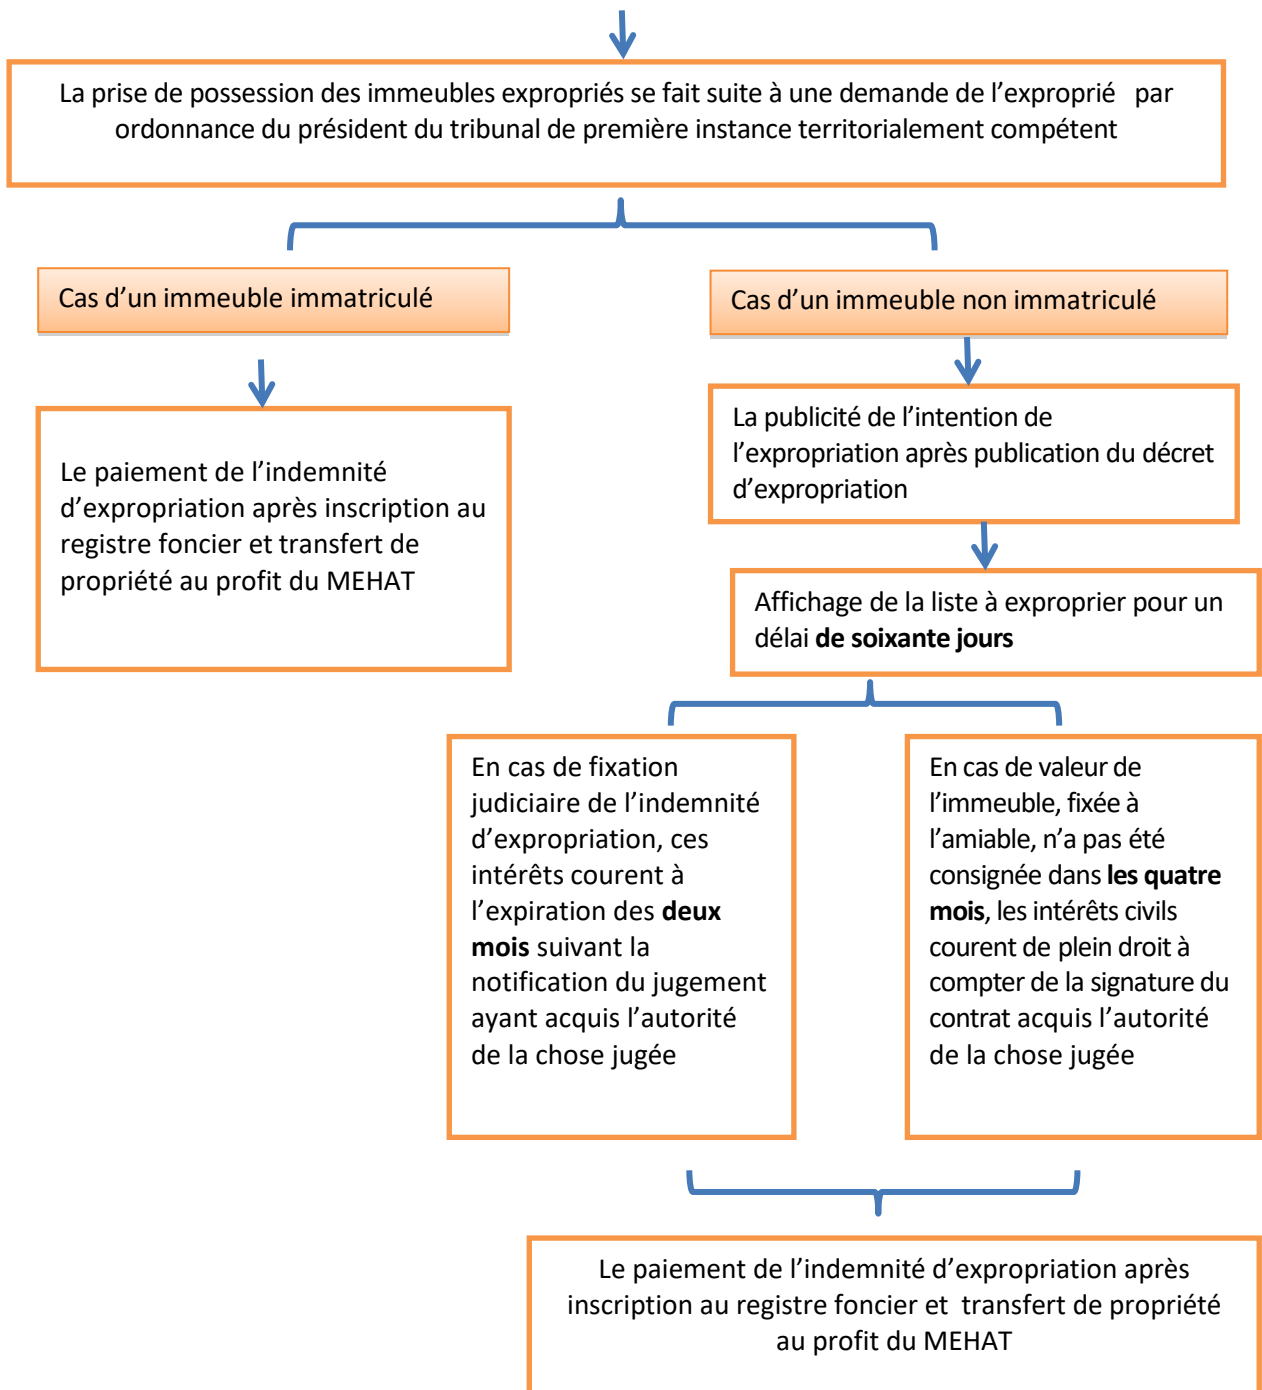 La prise de possession des immeubles expropriés se fait suite à une demande de l’exproprié par
ordonnance du président du tribunal de première instance territorialement compétent
Cas d’un immeuble immatriculé
Le paiement de l’indemnité
d’expropriation après inscription au
registre foncier et transfert de
propriété au profit du MEHAT
Cas d’un immeuble non immatriculé
La publicité de l’intention de
l’expropriation après publication du décret
d’expropriation
Affichage de la liste à exproprier pour un
délai de soixante jours
En cas de fixation
judiciaire de l’indemnité
d’expropriation, ces
intérêts courent à
l’expiration des deux
mois suivant la
notification du jugement
ayant acquis l’autorité
de la chose jugée
En cas de valeur de
l’immeuble, fixée à
l’amiable, n’a pas été
consignée dans les quatre
mois, les intérêts civils
courent de plein droit à
compter de la signature du
contrat acquis l’autorité
de la chose jugée
Le paiement de l’indemnité d’expropriation après
inscription au registre foncier et transfert de propriété
au profit du MEHAT